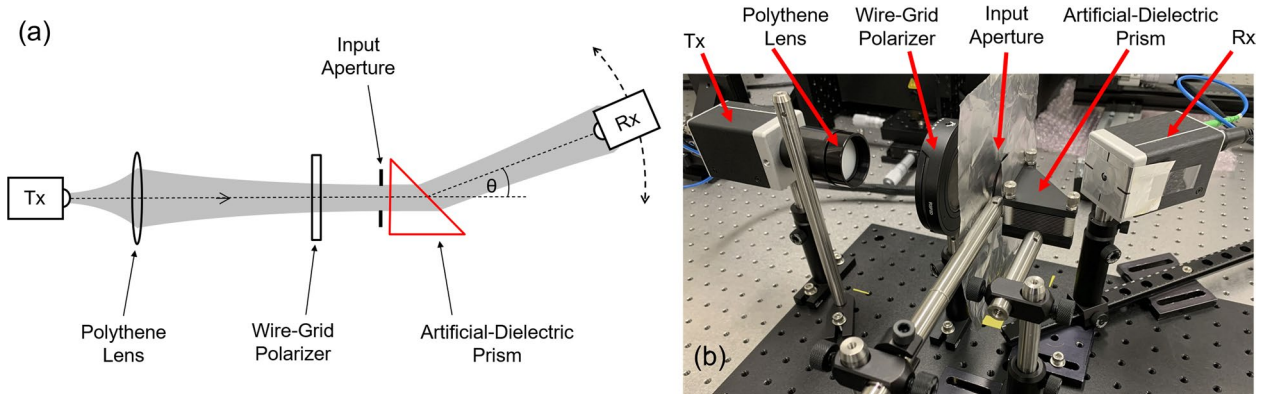 (a)
Input
Aperture
Tx
Rx
θ
Polythene
Lens
Wire-Grid
Polarizer
Artificial-Dielectric
Prism
Tx
Polythene
Lens
Wire-Grid
Polarizer
Input
Aperture
Artificial-Dielectric
Prism
Rx
(b)